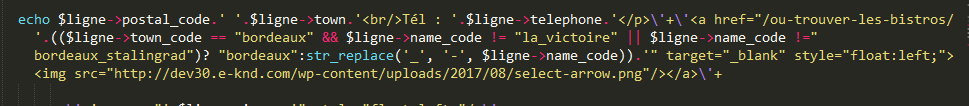 echo $ligne->postal_code.' '.$ligne->town.'<br/>Tél : '.$ligne->telephone.'</p>\'+\'<a href="/ou-trouver-les-bistros/
'.(($ligne->town_code == "bordeaux" && $ligne->name_code != "la_victoire" || $ligne->name_code !="
bordeaux_stalingrad")? "bordeaux":str_replace('_', '-', $ligne->name_code)).'" target="_blank" style="float:left;">
<img src="http://dev30.e-knd.com/wp-content/uploads/2017/08/select-arrow.png"/></a>\'+